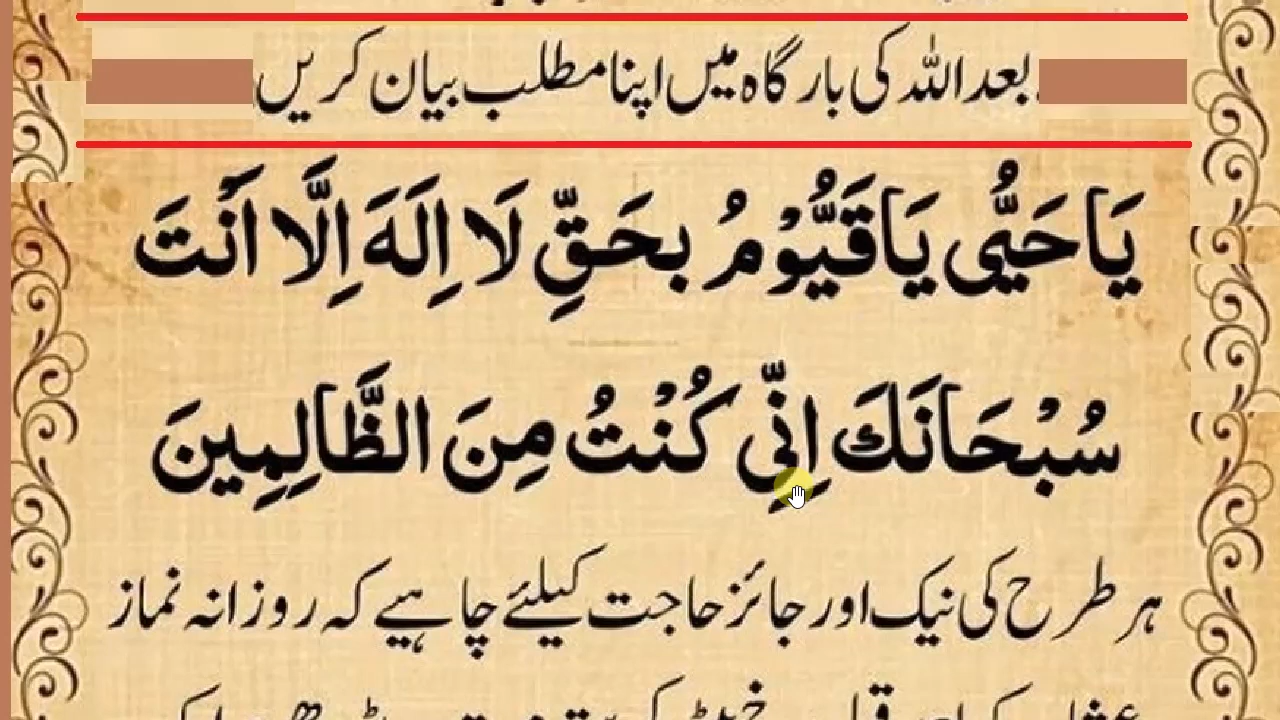 بعد اللہ کی بارگاہ میں اپنا مطلب بیان کریں
يَا حَيُّى يَا قَيُّوْمُ بِحَقِّ لَا اِلَهَ اِلَّا اَنْتَ
سُبْحَانَكَ اِنِّى كُنْتُ مِنَ الظَّالِمِينَ
ہر طرح کی نیک اور جائز حاجت کیلئے چاہیے کہ روزانہ نماز